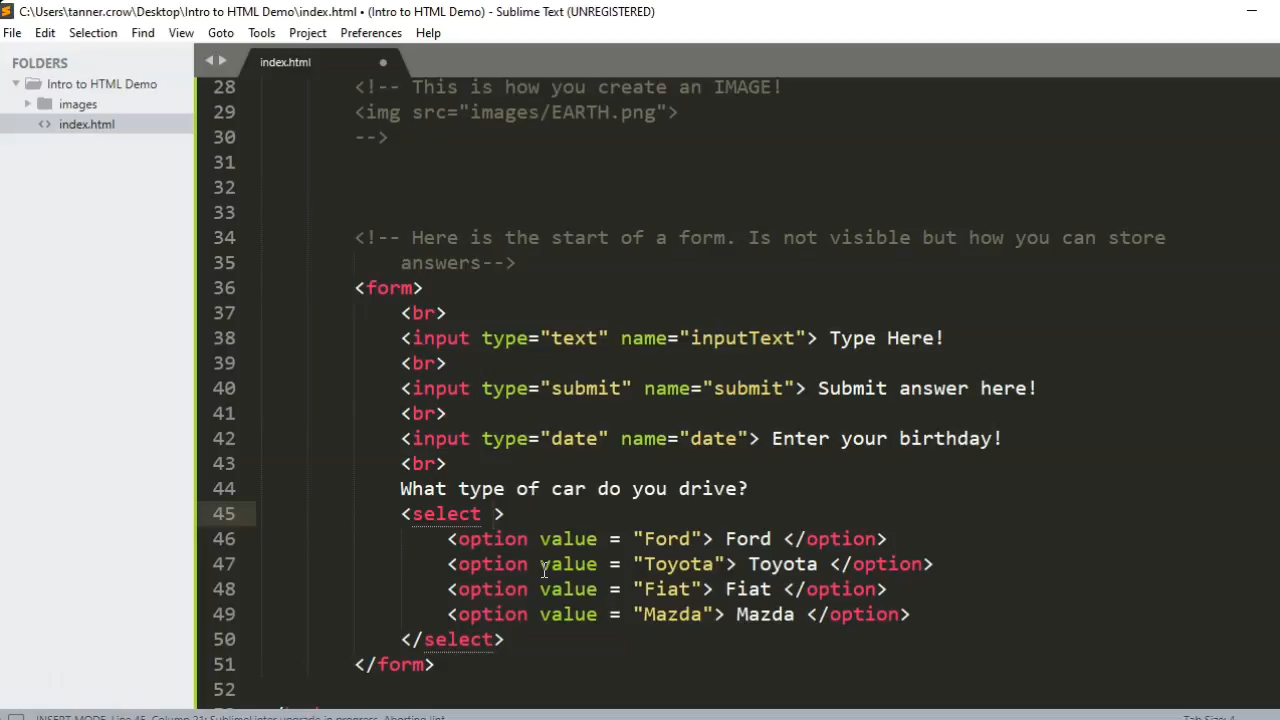 C:\Users\tanner.crow\Desktop\Intro to HTML Demo\index.html • (Intro to HTML Demo) - Sublime Text (UNREGISTERED)
File Edit Selection Find View Goto Tools Project Preferences Help
FOLDERS
Intro to HTML Demo
images
index.html
index.html
28 <!-- This is how you create an IMAGE!
29 <img src="images/EARTH.png">
30 -->
31
32
33
34 <!-- Here is the start of a form. Is not visible but how you can store
35 answers-->
36 <form>
37 <br>
38 <input type="text" name="inputText"> Type Here!
39 <br>
40 <input type="submit" name="submit"> Submit answer here!
41 <br>
42 <input type="date" name="date"> Enter your birthday!
43 <br>
44 What type of car do you drive?
45 <select >
46 <option value = "Ford"> Ford </option>
47 <option value = "Toyota"> Toyota </option>
48 <option value = "Fiat"> Fiat </option>
49 <option value = "Mazda"> Mazda </option>
50 </select>
51 </form>
52